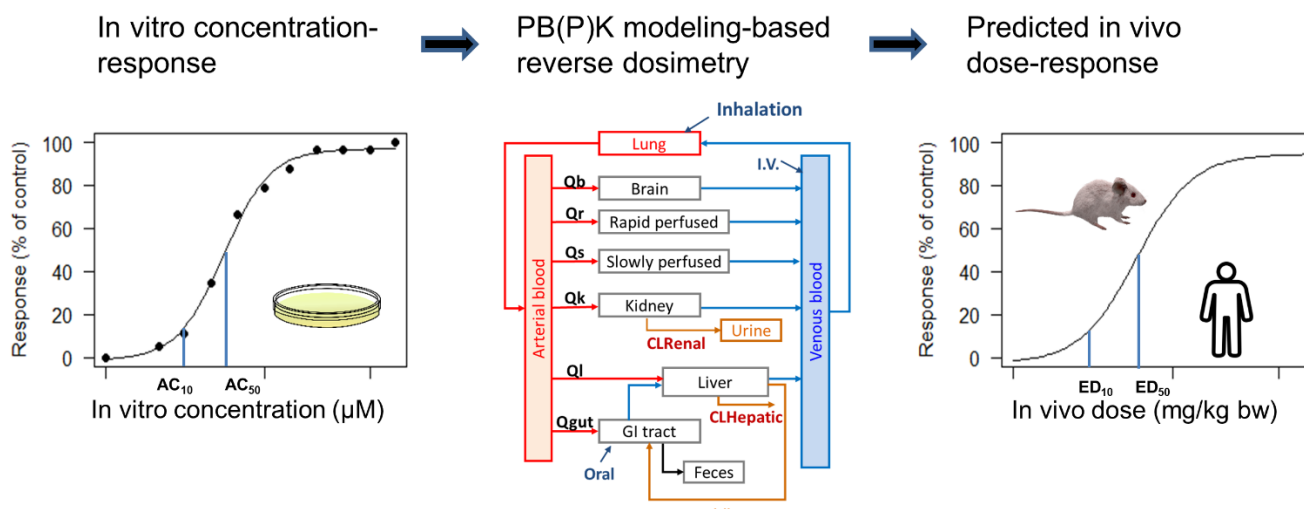 In vitro concentration-
response
PB(P)K modeling-based
reverse dosimetry
Predicted in vivo
dose-response
Response (% of control)
100
80
60
40
20
0
AC10
AC50
In vitro concentration (µM)
Inhalation
Lung
I.V.
Arterial blood
Venous blood
Qb
Brain
Qr
Rapid perfused
Qs
Slowly perfused
Qk
Kidney
Urine
CLRenal
Ql
Liver
CLHepatic
Qgut
GI tract
Oral
Feces
Response (% of control)
100
80
60
40
20
0
ED10
ED50
In vivo dose (mg/kg bw)